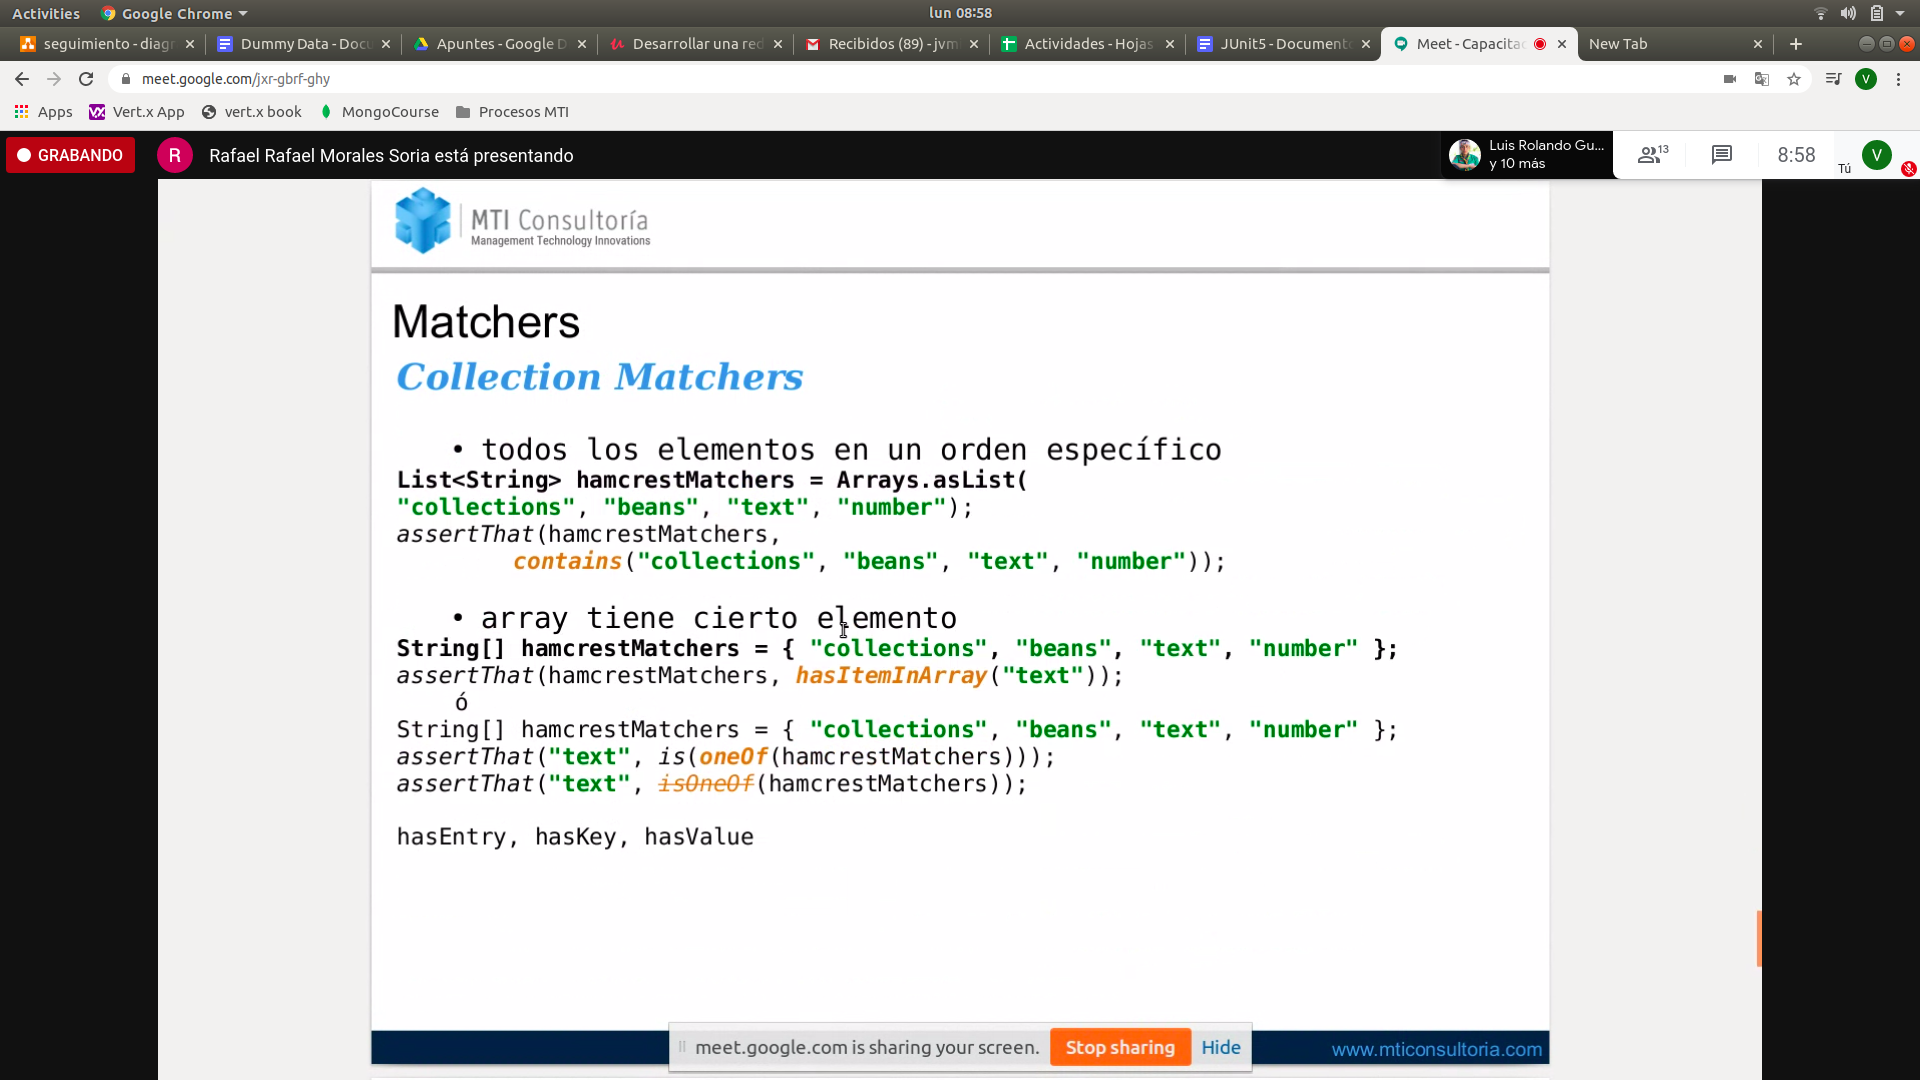 Activities Google Chrome lun 08:58
seguimiento - diagr Dummy Data - Docu Apuntes - Google D Desarrollar una red Recibidos (89) - jvm Actividades - Hojas JUnit5 - Documento Meet - Capacitac New Tab
meet.google.com/jxr-gbrf-ghy V
Apps Vert.x App vert.x book MongoCourse Procesos MTI
GRABANDO R Rafael Rafael Morales Soria está presentando Luis Rolando Gu... 13 8:58 Tú V
y 10 más
MTI Consultoría
Management Technology Innovations
Matchers
Collection Matchers
• todos los elementos en un orden específico
List<String> hamcrestMatchers = Arrays.asList(
"collections", "beans", "text", "number");
assertThat(hamcrestMatchers,
contains("collections", "beans", "text", "number"));
• array tiene cierto elemento
String[] hamcrestMatchers = { "collections", "beans", "text", "number" };
assertThat(hamcrestMatchers, hasItemInArray("text"));
ó
String[] hamcrestMatchers = { "collections", "beans", "text", "number" };
assertThat("text", is(oneOf(hamcrestMatchers)));
assertThat("text", isOneOf(hamcrestMatchers));
hasEntry, hasKey, hasValue
meet.google.com is sharing your screen. Stop sharing Hide
www.mticonsultoria.com